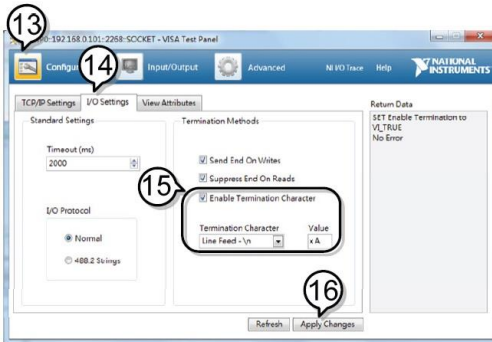 13
::192.168.0.101::2268::SOCKET - VISA Test Panel
14
Input/Output
Advanced
NI I/O Trace
Help
NATIONAL
INSTRUMENTS
TCP/IP Settings
I/O Settings
View Attributes
Return Data
Standard Settings
Termination Methods
SET Enable Termination to
VI_TRUE
No Error
Timeout (ms)
2000
Send End On Writes
Suppress End On Reads
15
Enable Termination Character
I/O Protocol
Termination Character
Value
Normal
Line Feed - \n
x A
488.2 Strings
16
Refresh
Apply Changes